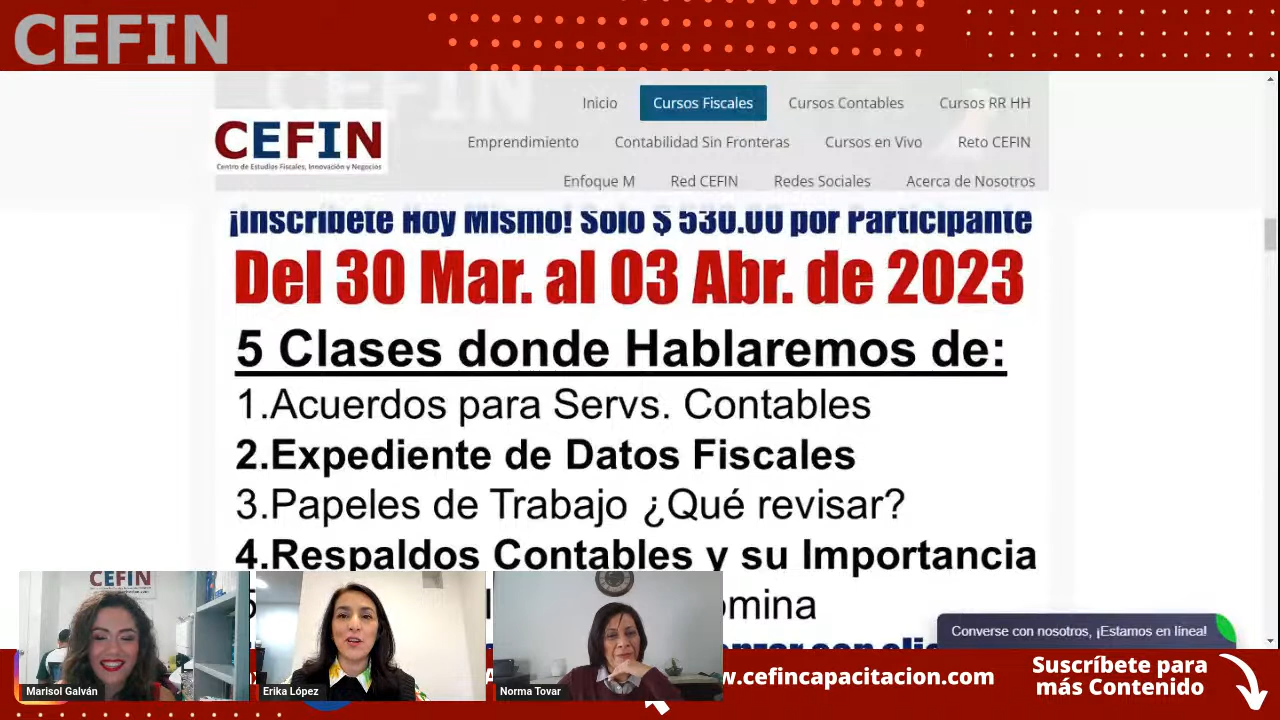 CEFIN
Inicio
Cursos Fiscales
Cursos Contables
Cursos RR HH
CEFIN
Centro de Estudios Fiscales, Innovación y Negocios
Emprendimiento
Contabilidad Sin Fronteras
Cursos en Vivo
Reto CEFIN
Enfoque M
Red CEFIN
Redes Sociales
Acerca de Nosotros
¡Inscríbete Hoy Mismo! Solo $ 530.00 por Participante
Del 30 Mar. al 03 Abr. de 2023
5 Clases donde Hablaremos de:
1.Acuerdos para Servs. Contables
2.Expediente de Datos Fiscales
3.Papeles de Trabajo ¿Qué revisar?
4.Respaldos Contables y su Importancia
Converse con nosotros, ¡Estamos en línea!
CEFIN
Marisol Galván
Erika López
Norma Tovar
w.cefincapacitacion.com
Suscríbete para
más Contenido